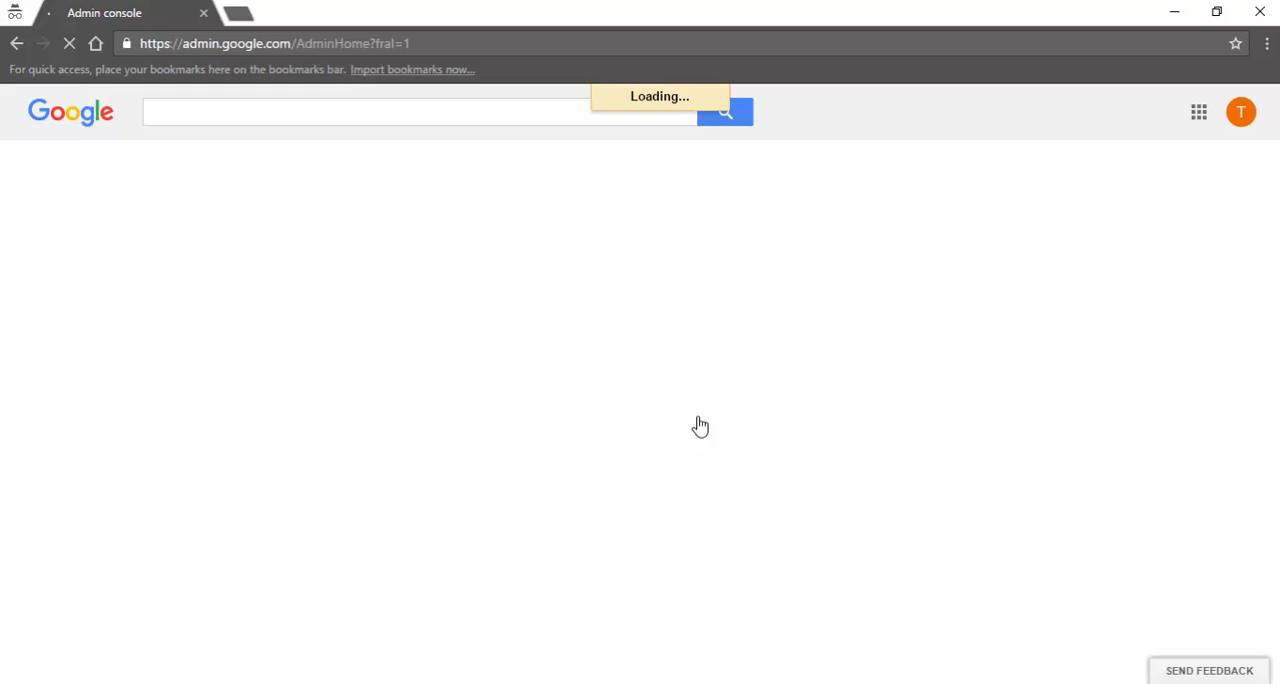 Admin console
https://admin.google.com/AdminHome?fral=1
For quick access, place your bookmarks here on the bookmarks bar. Import bookmarks now...
Loading...
Google
T
SEND FEEDBACK